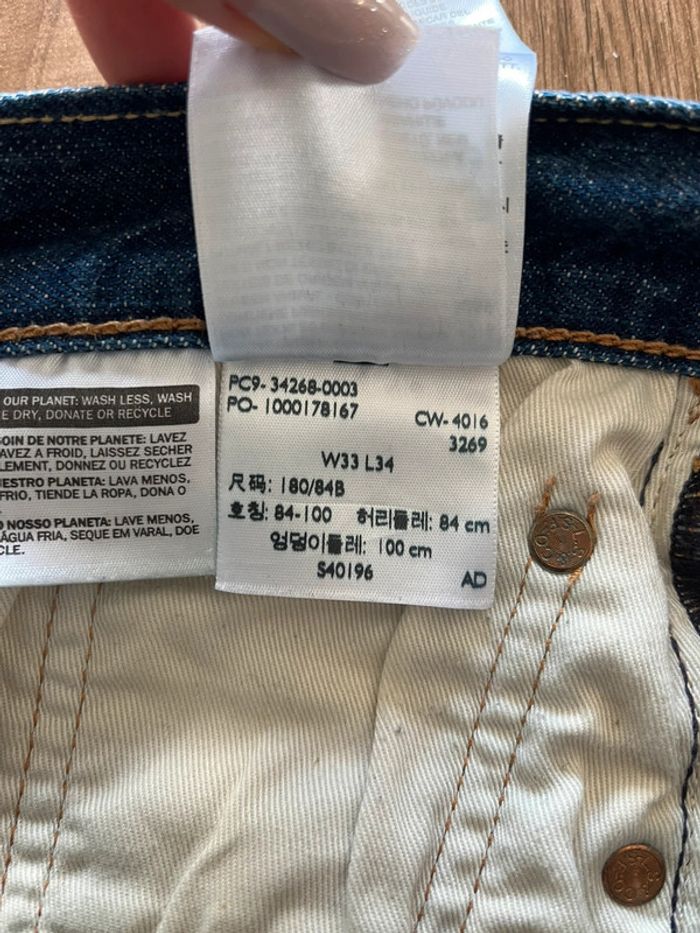 OUR PLANET: WASH LESS, WASH
DRY, DONATE OR RECYCLE
OIN DE NOTRE PLANETE: LAVEZ
AVEZ A FROID, LAISSEZ SECHER
LEMENT, DONNEZ OU RECYCLEZ
ESTRO PLANETA: LAVA MENOS,
FRIO, TIENDE LA ROPA, DONA O
O NOSSO PLANETA: LAVE MENOS,
ÁGUA FRIA, SEQUE EM VARAL, DOE
CLE.
PC9- 34268-0003
PO- 1000178167
CW- 4016
3269
W33 L34
尺码: 180/84B
호칭: 84-100 허리둘레: 84 cm
엉덩이둘레: 100 cm
S40196
AD